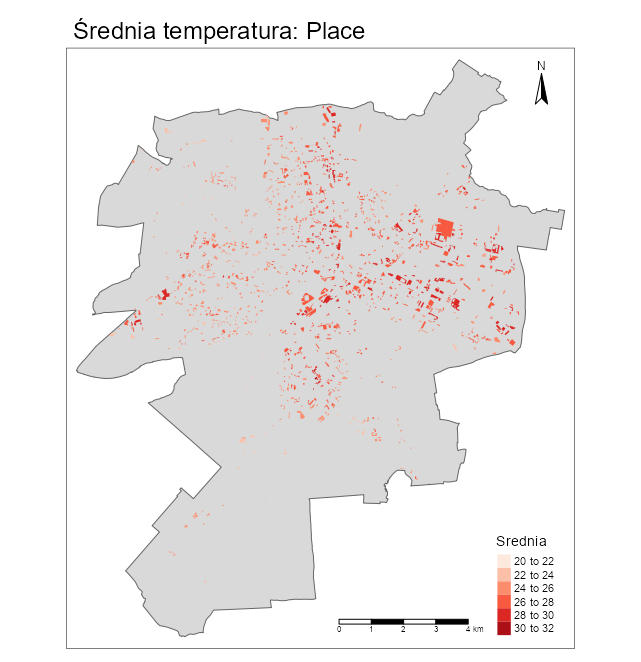 Średnia temperatura: Place
N
Srednia
20 to 22
22 to 24
24 to 26
26 to 28
28 to 30
30 to 32
0 1 2 3 4 km